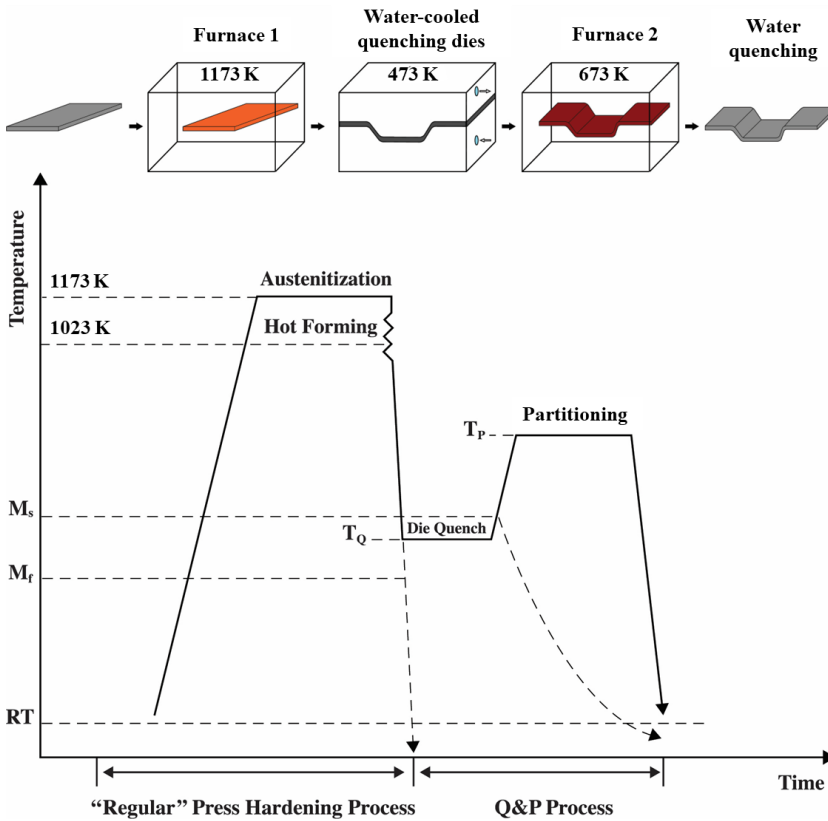 Furnace 1
Water-cooled
quenching dies
Furnace 2
Water
quenching
1173 K
473 K
673 K
Temperature
1173 K
Austenitization
1023 K
Hot Forming
Partitioning
T_P
M_s
T_Q
Die Quench
M_f
RT
Time
“Regular” Press Hardening Process
Q&P Process